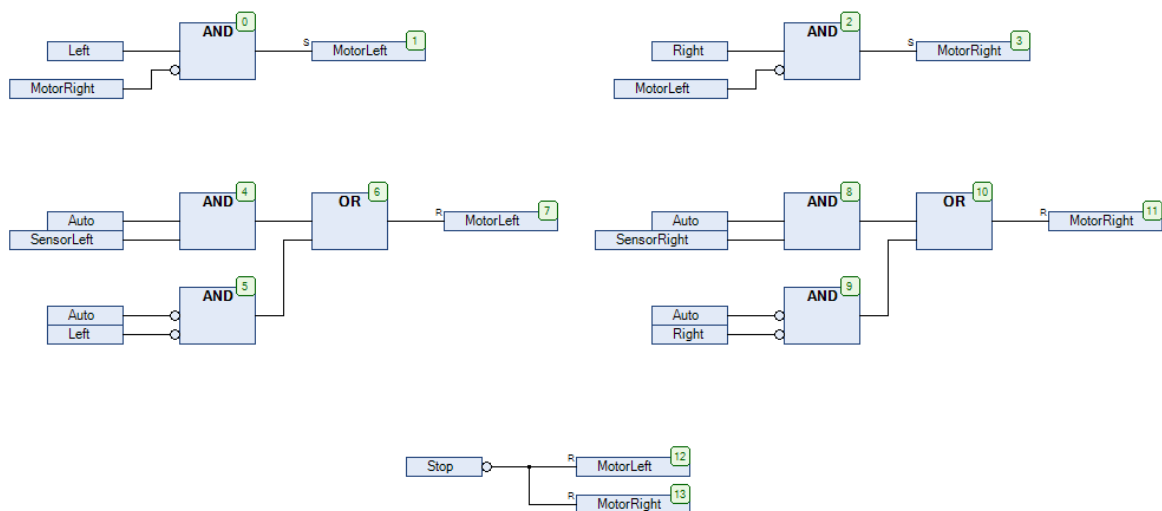 AND 0 AND 2
Left S MotorLeft 1 Right S MotorRight 3
MotorRight MotorLeft
AND 4 OR 6 AND 8 OR 10
Auto R MotorLeft 7 Auto R MotorRight 11
SensorLeft SensorRight
AND 5 AND 9
Auto Auto
Left Right
Stop R MotorLeft 12
R MotorRight 13